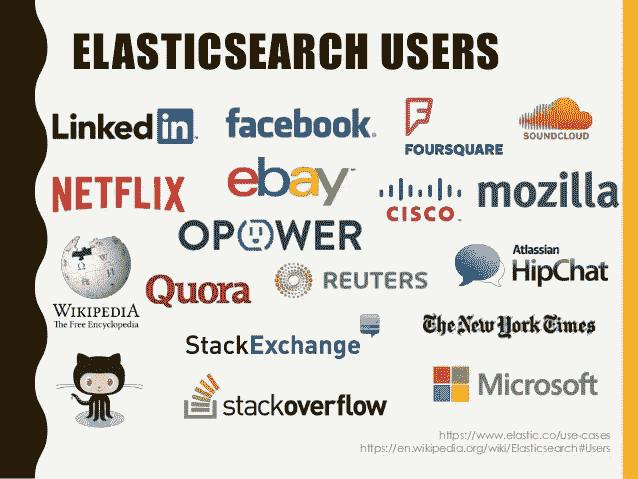 ELASTICSEARCH USERS
Linked in
facebook
FOURSQUARE
SOUNDCLOUD
NETFLIX
ebay
CISCO
mozilla
OPOWER
WIKIPEDIA
The Free Encyclopedia
Quora
REUTERS
Atlassian
HipChat
StackExchange
The New York Times
stackoverflow
Microsoft
https://www.elastic.co/use-cases
https://en.wikipedia.org/wiki/Elasticsearch#Users